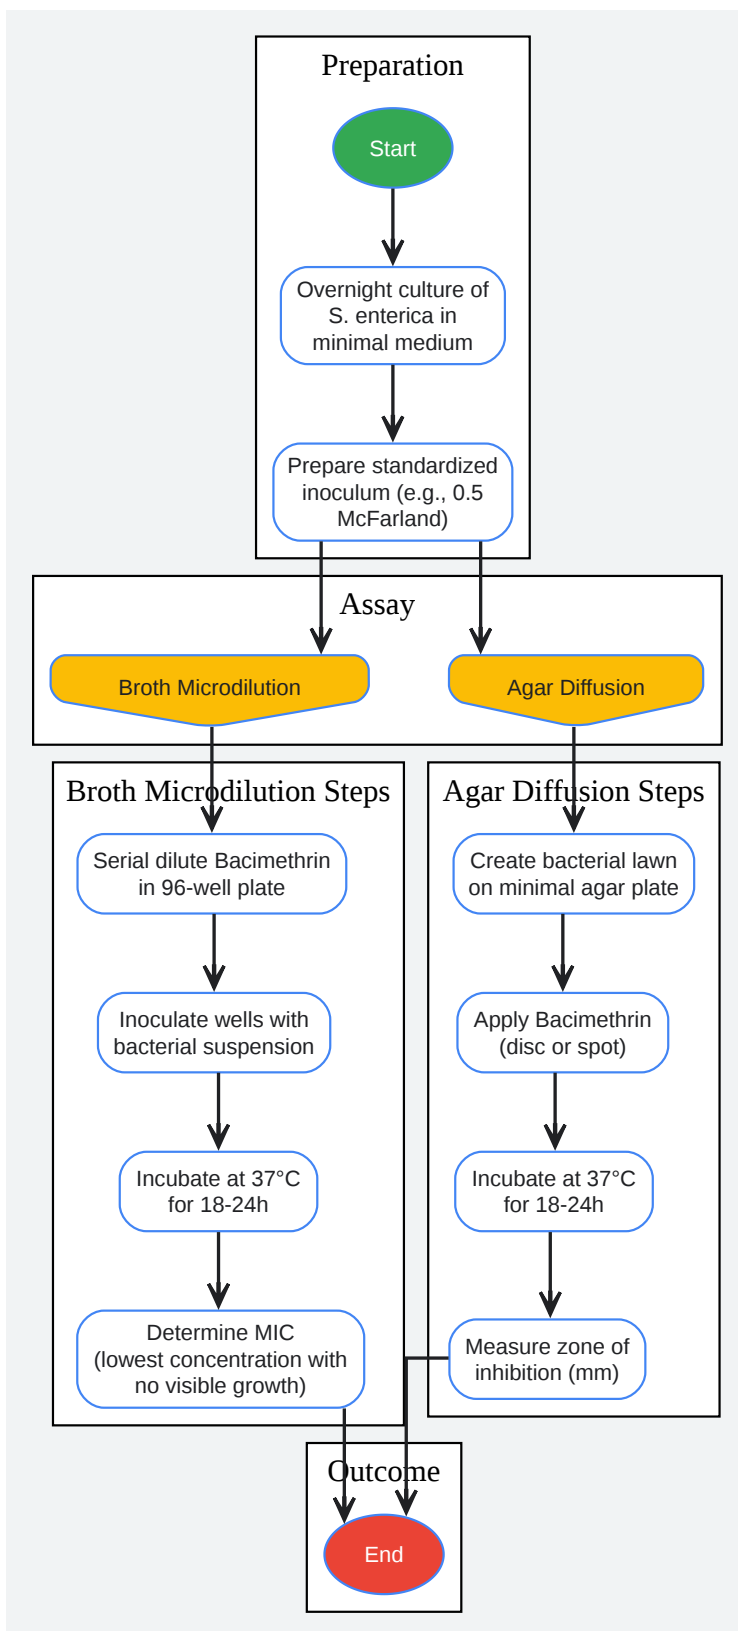 Preparation
Start
Overnight culture of
S. enterica in
minimal medium
Prepare standardized
inoculum (e.g., 0.5
McFarland)
Assay
Broth Microdilution
Agar Diffusion
Broth Microdilution Steps
Serial dilute Bacimethrin
in 96-well plate
Inoculate wells with
bacterial suspension
Incubate at 37°C
for 18-24h
Determine MIC
(lowest concentration with
no visible growth)
Agar Diffusion Steps
Create bacterial lawn
on minimal agar plate
Apply Bacimethrin
(disc or spot)
Incubate at 37°C
for 18-24h
Measure zone of
inhibition (mm)
Outcome
End